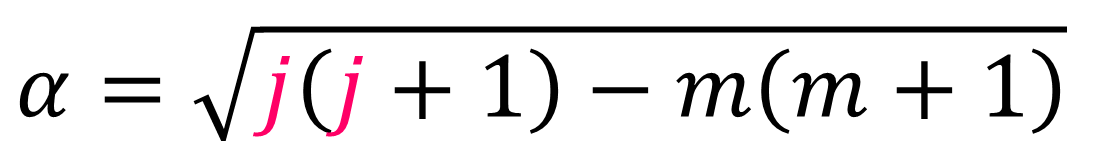 α = √j(j + 1) − m(m + 1)